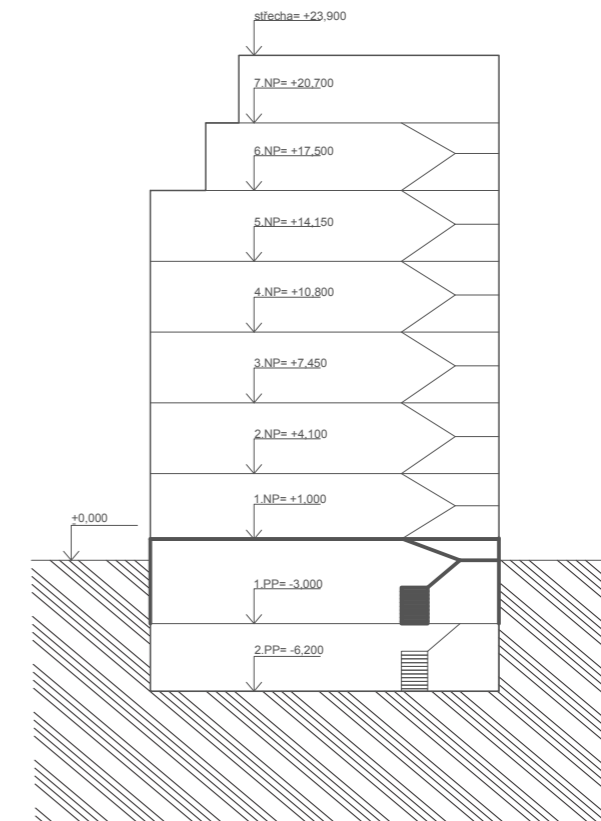 střecha= +23,900
7.NP= +20,700
6.NP= +17,500
5.NP= +14,150
4.NP= +10,800
3.NP= +7,450
2.NP= +4,100
1.NP= +1,000
+0,000
1.PP= -3,000
2.PP= -6,200